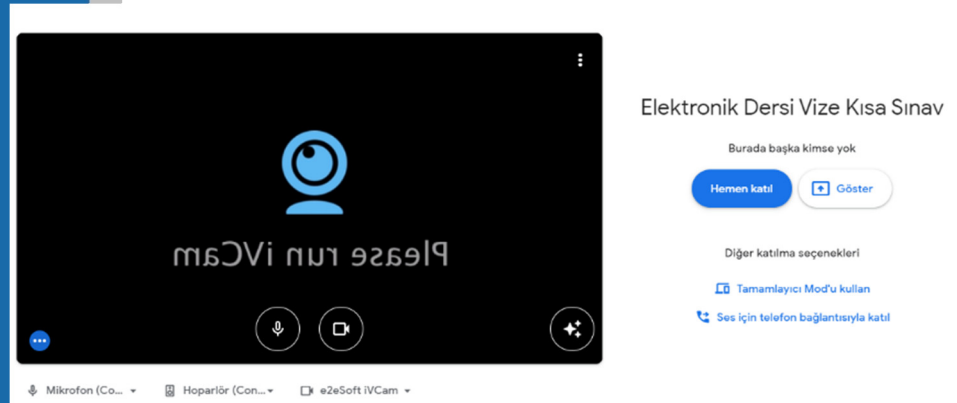 Please run iVCam
Mikrofon (Co...
Hoparlör (Con...
e2eSoft iVCam
Elektronik Dersi Vize Kısa Sınav
Burada başka kimse yok
Hemen katıl
Göster
Diğer katılma seçenekleri
Tamamlayıcı Mod'u kullan
Ses için telefon bağlantısıyla katıl